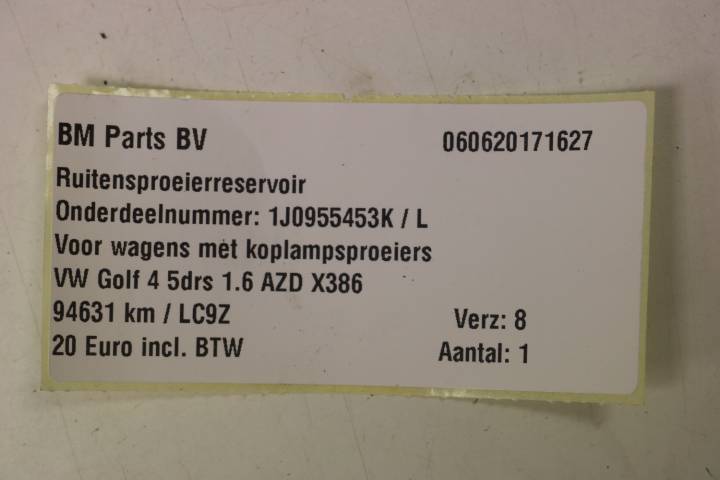 BM Parts BV 060620171627
Ruitensproeierreservoir
Onderdeelnummer: 1J0955453K / L
Voor wagens met koplampsproeiers
VW Golf 4 5drs 1.6 AZD X386
94631 km / LC9Z Verz: 8
20 Euro incl. BTW Aantal: 1